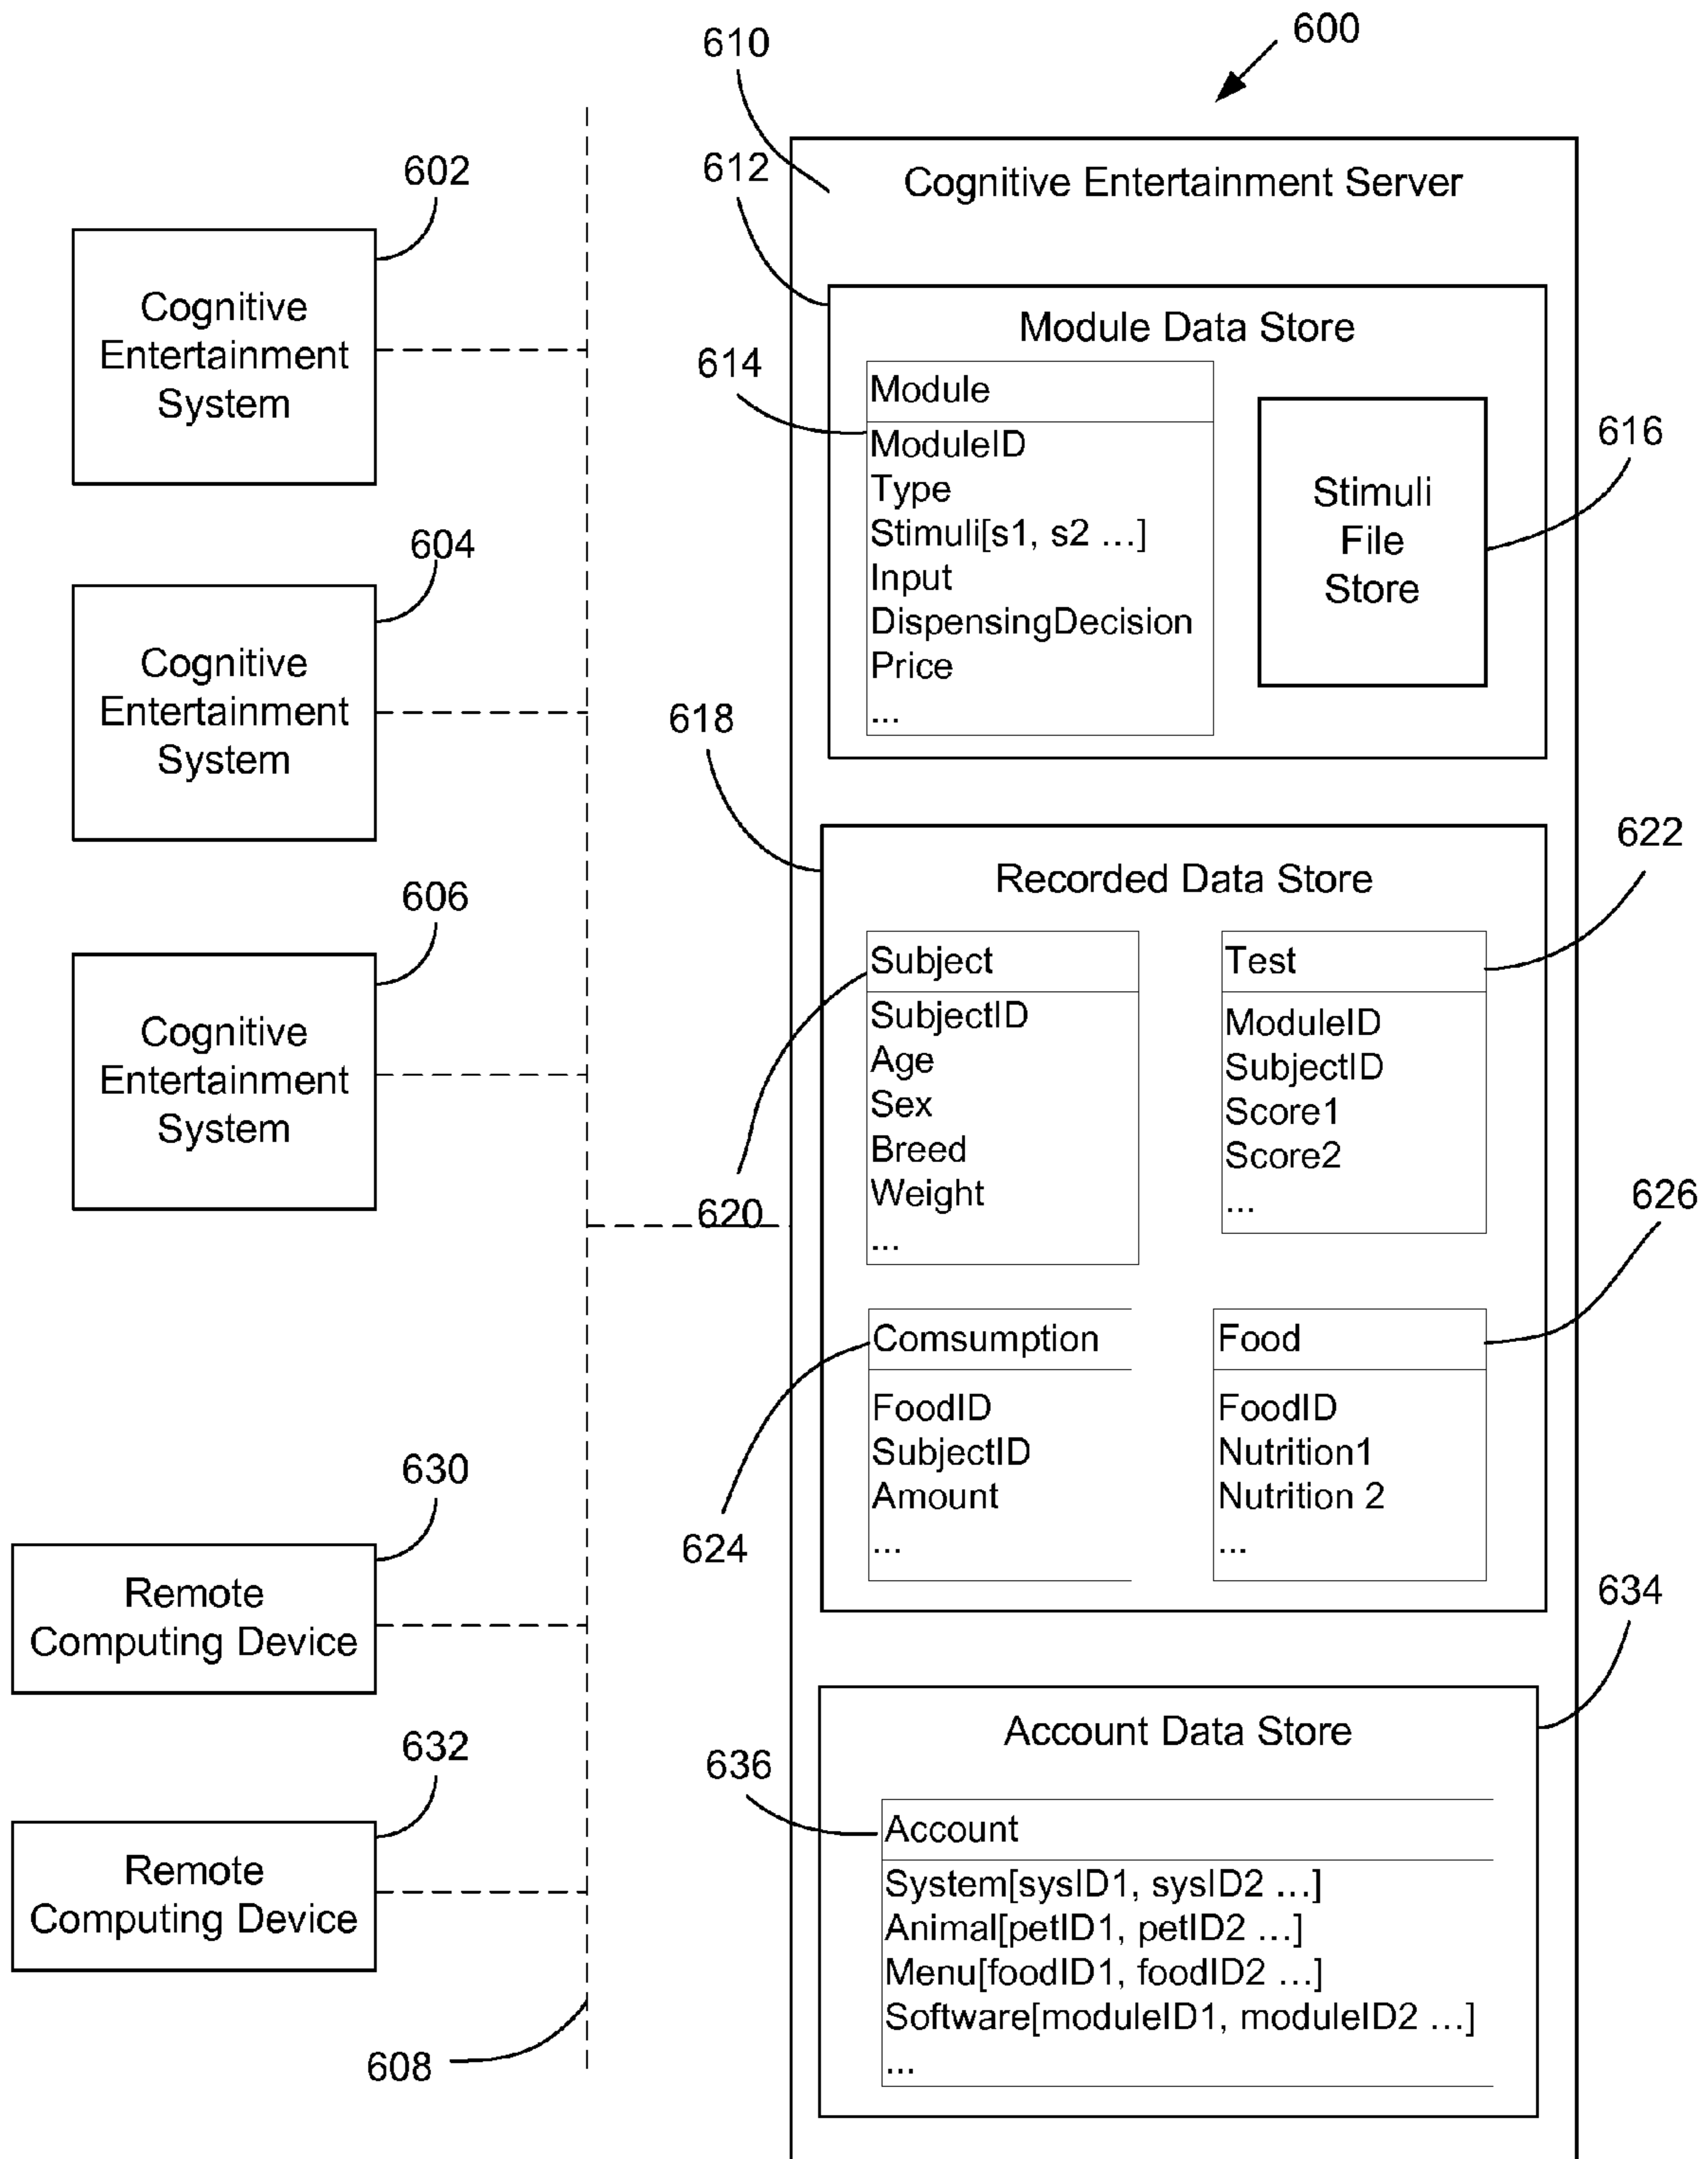 600
610
612
Cognitive Entertainment Server
602
Cognitive
Entertainment
System
604
Cognitive
Entertainment
System
606
Cognitive
Entertainment
System
630
Remote
Computing Device
632
Remote
Computing Device
608
Module Data Store
614
Module
ModuleID
Type
Stimuli[s1, s2 ...]
Input
DispensingDecision
Price
...
616
Stimuli
File
Store
618
Recorded Data Store
620
Subject
SubjectID
Age
Sex
Breed
Weight
...
622
Test
ModuleID
SubjectID
Score1
Score2
...
624
Comsumption
FoodID
SubjectID
Amount
...
626
Food
FoodID
Nutrition1
Nutrition 2
...
634
Account Data Store
636
Account
System[sysID1, sysID2 ...]
Animal[petID1, petID2 ...]
Menu[foodID1, foodID2 ...]
Software[moduleID1, moduleID2 ...]
...